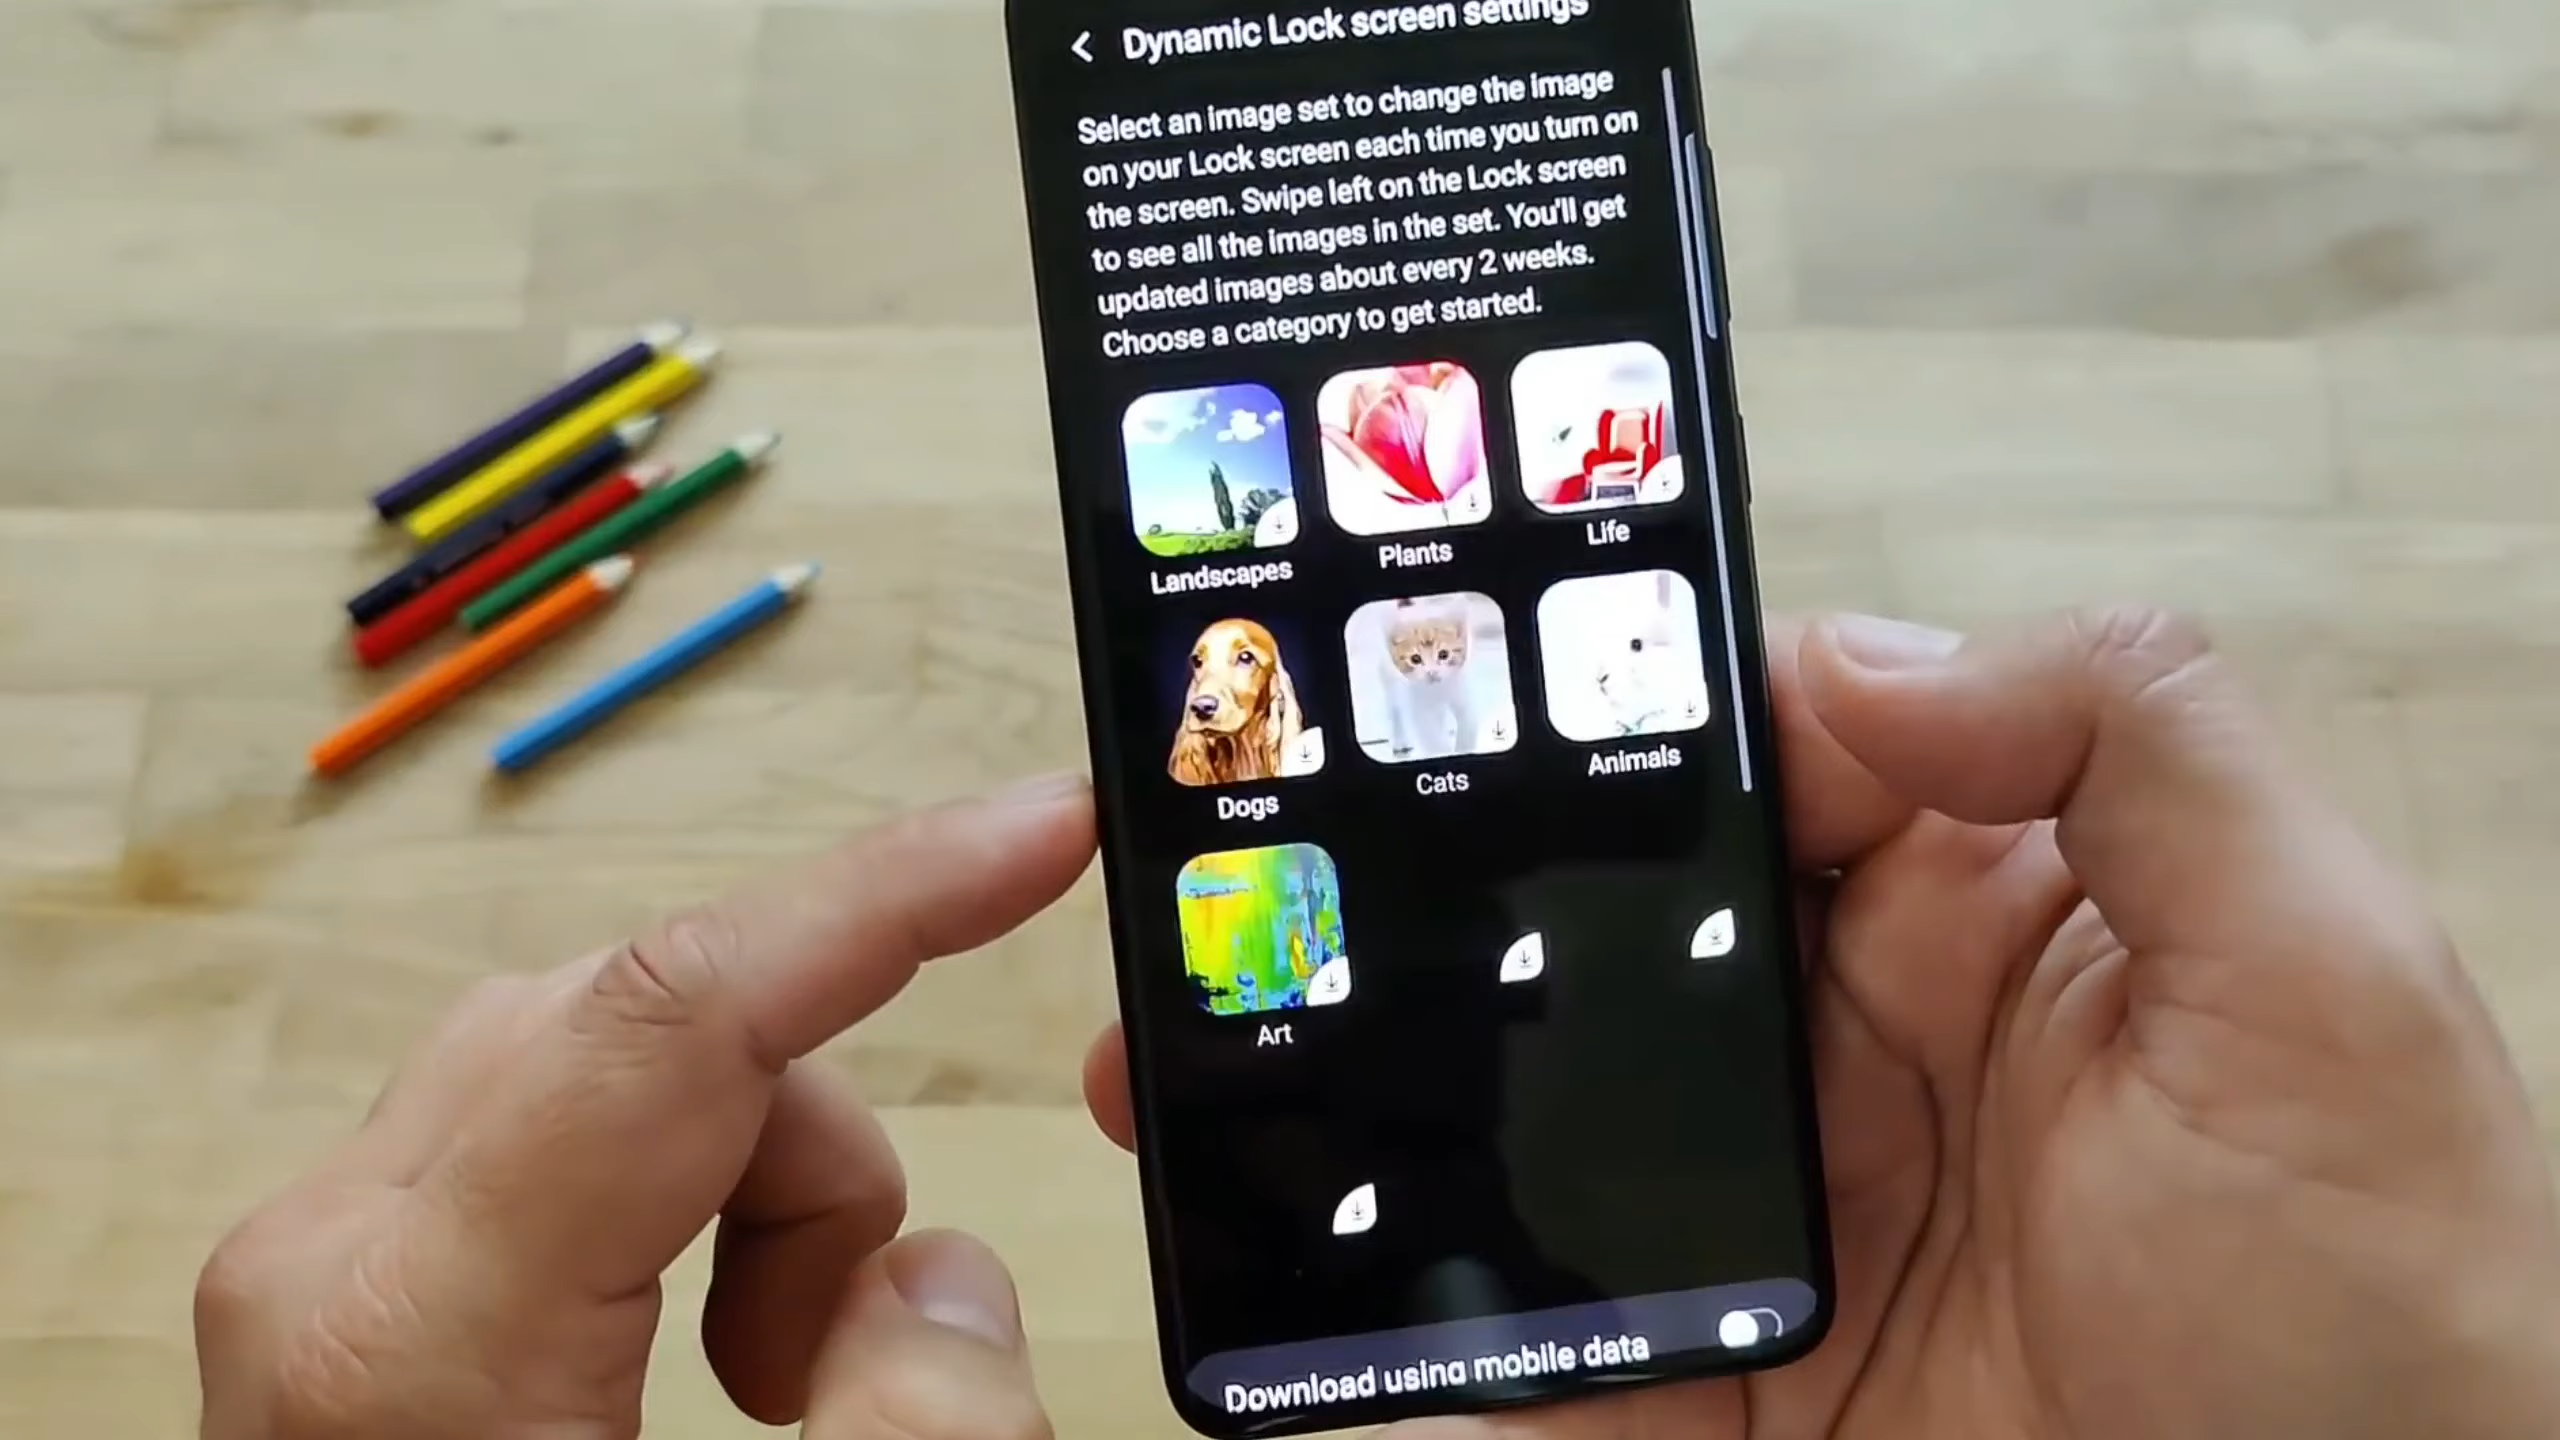 Dynamic Lock screen settings
Select an image set to change the image
on your Lock screen each time you turn on
the screen. Swipe left on the Lock screen
to see all the images in the set. You'll get
updated images about every 2 weeks.
Choose a category to get started.
Landscapes
Plants
Life
Dogs
Cats
Animals
Art
Download using mobile data